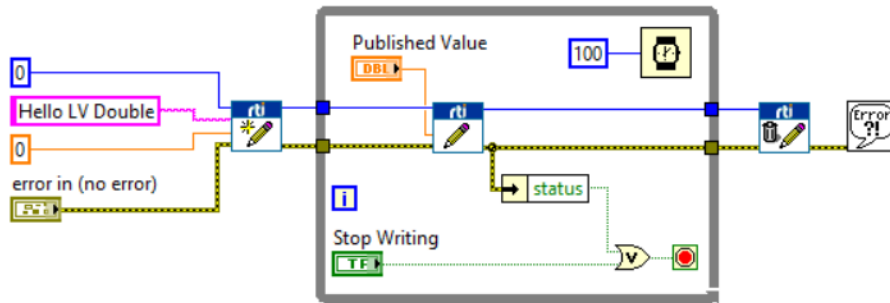 Published Value
DBL
100
0
Hello LV Double
0
rti
rti
rti
Error
?!
error in (no error)
status
i
Stop Writing
TF
V